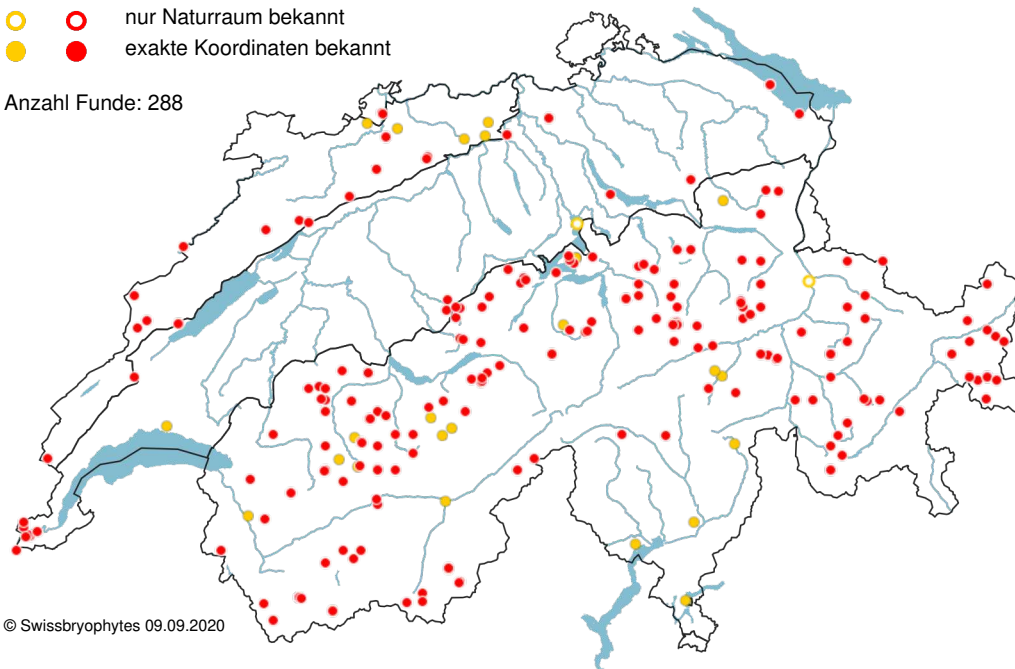 nur Naturraum bekannt
exakte Koordinaten bekannt
Anzahl Funde: 288
© Swissbryophytes 09.09.2020